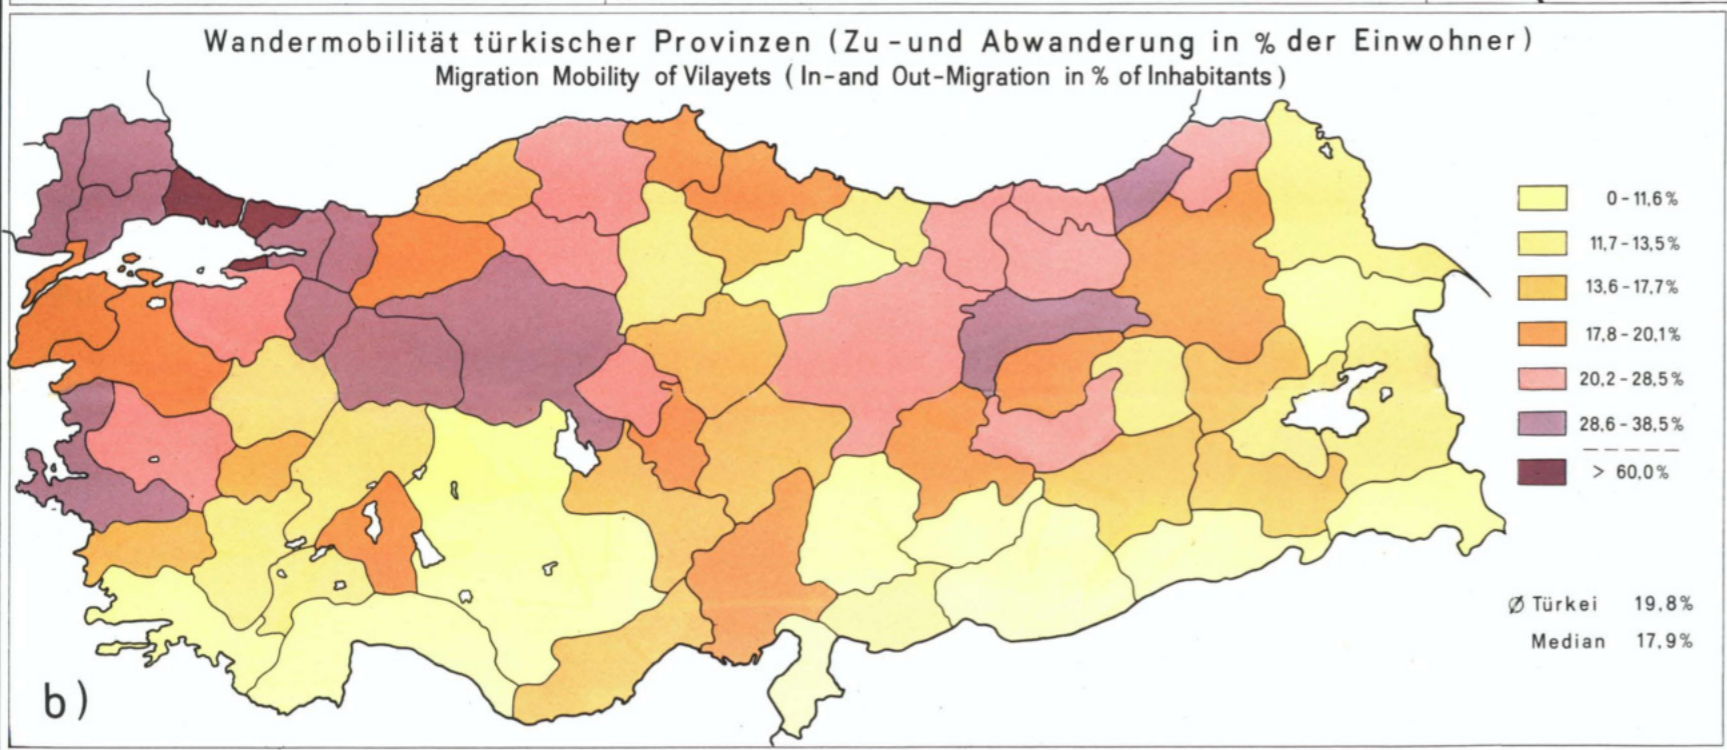 Wandermobilität türkischer Provinzen (Zu-und Abwanderung in % der Einwohner)
Migration Mobility of Vilayets (In-and Out-Migration in % of Inhabitants)
0-11,6%
11,7-13,5%
13,6-17,7%
17,8-20,1%
20,2-28,5%
28,6-38,5%
> 60,0%
Ø Türkei 19,8%
Median 17,9%
b)